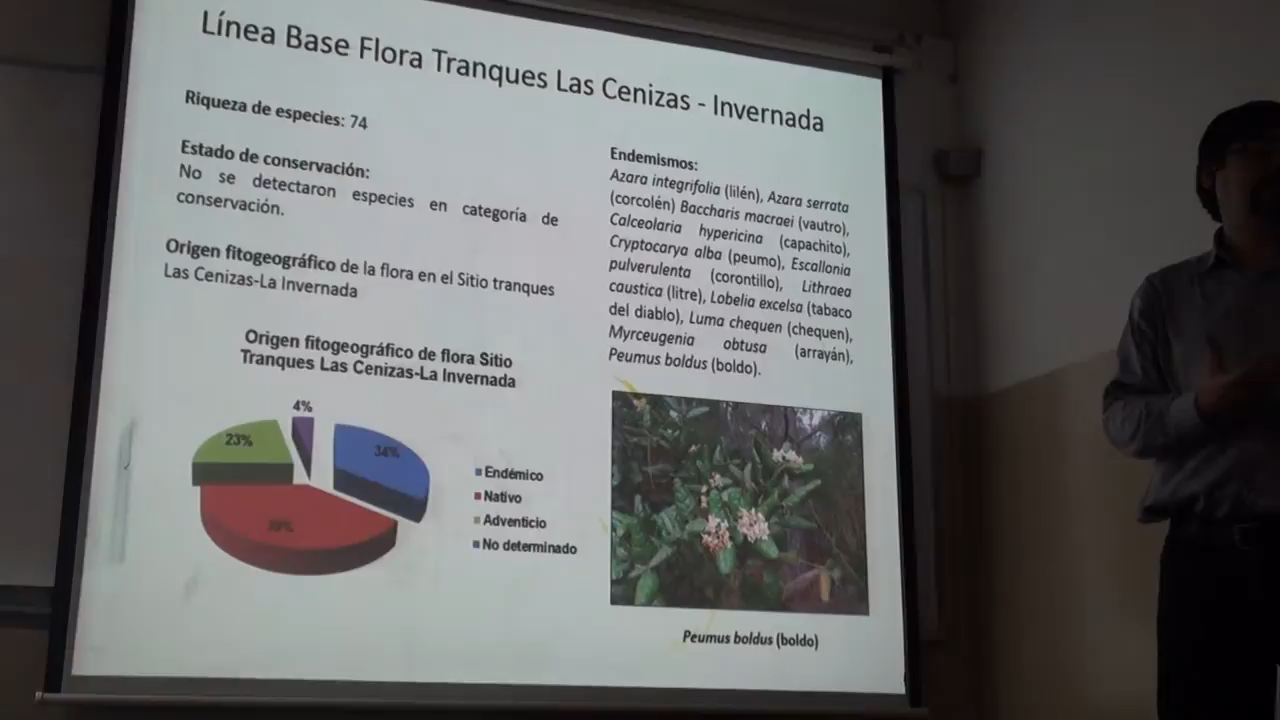 Línea Base Flora Tranques Las Cenizas - Invernada
Riqueza de especies: 74
Estado de conservación:
No se detectaron especies en categoría de
conservación.
Origen fitogeográfico de la flora en el Sitio tranques
Las Cenizas-La Invernada
Origen fitogeográfico de flora Sitio
Tranques Las Cenizas-La Invernada
4%
23%
34%
Endémico
Nativo
Adventicio
No determinado
Endemismos:
Azara integrifolia (lilén), Azara serrata
(corcolén) Baccharis macraei (vautro),
Calceolaria hypericina (capachito),
Cryptocarya alba (peumo), Escallonia
pulverulenta (corontillo), Lithraea
caustica (litre), Lobelia excelsa (tabaco
del diablo), Luma chequen (chequen),
Myrceugenia obtusa (arrayán),
Peumus boldus (boldo).
Peumus boldus (boldo)